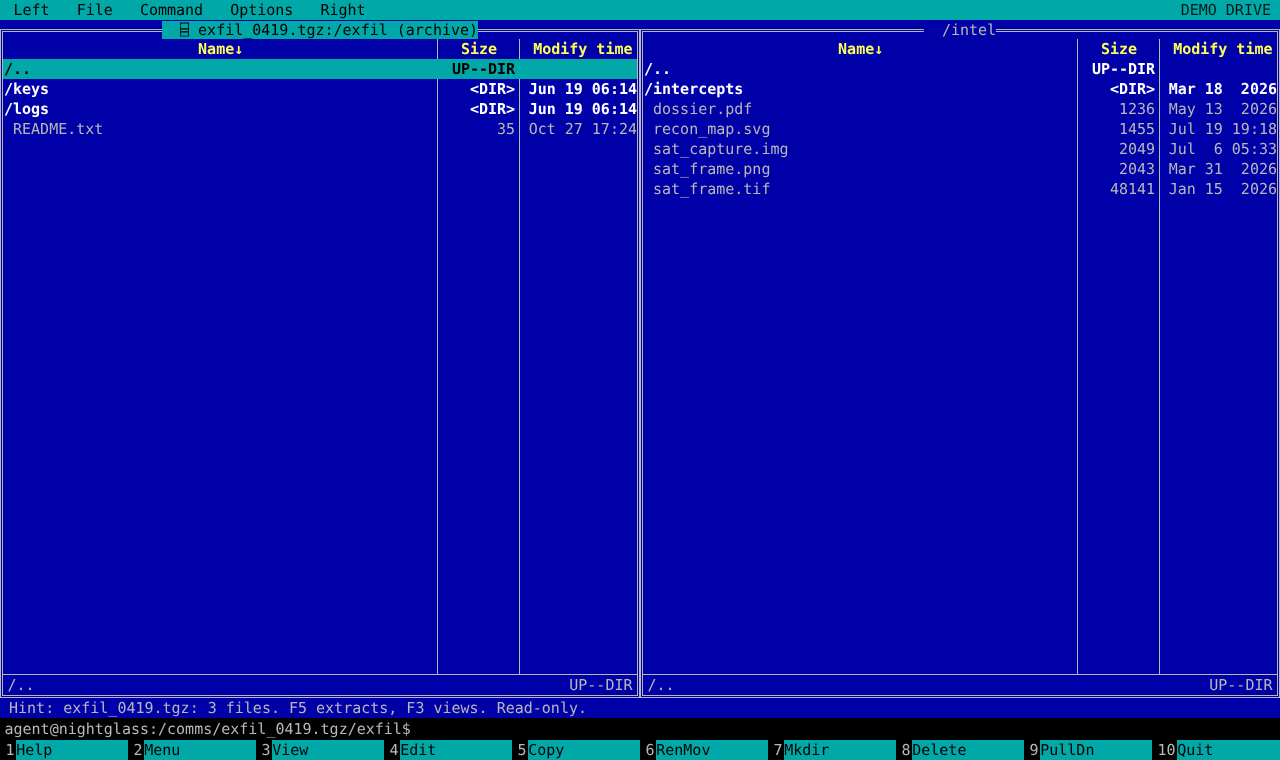 Left File Command Options Right DEMO DRIVE
exfil_0419.tgz:/exfil (archive) /intel
Name↓ Size Modify time Name↓ Size Modify time
/.. UP--DIR /.. UP--DIR
/keys <DIR> Jun 19 06:14 /intercepts <DIR> Mar 18 2026
/logs <DIR> Jun 19 06:14 dossier.pdf 1236 May 13 2026
README.txt 35 Oct 27 17:24 recon_map.svg 1455 Jul 19 19:18
sat_capture.img 2049 Jul 6 05:33
sat_frame.png 2043 Mar 31 2026
sat_frame.tif 48141 Jan 15 2026
/.. UP--DIR /.. UP--DIR
Hint: exfil_0419.tgz: 3 files. F5 extracts, F3 views. Read-only.
agent@nightglass:/comms/exfil_0419.tgz/exfil$
1Help 2Menu 3View 4Edit 5Copy 6RenMov 7Mkdir 8Delete 9PullDn 10Quit